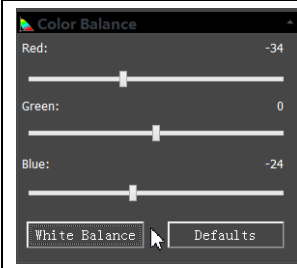 Color Balance
Red: -34
Green: 0
Blue: -24
White Balance Defaults